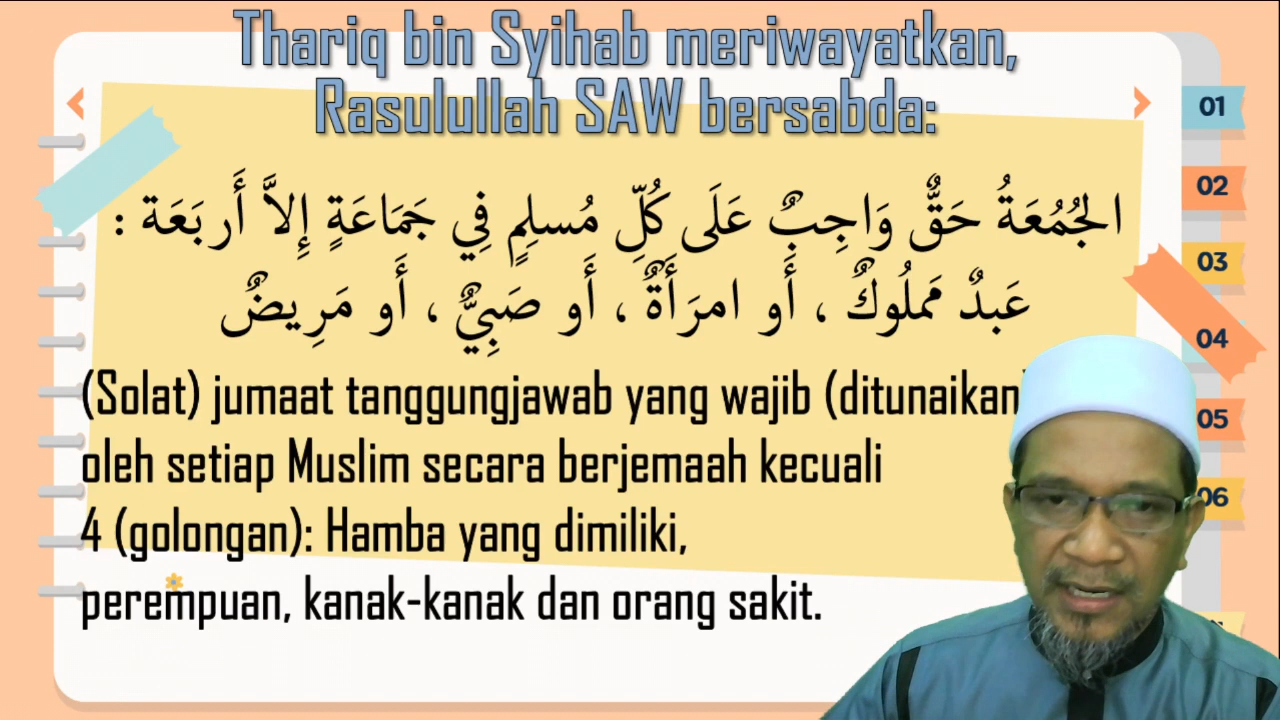 Thariq bin Syihab meriwayatkan,
Rasulullah SAW bersabda:
الجُمُعَةُ حَقٌّ وَاجِبٌ عَلَى كُلِّ مُسلِمٍ فِي جَمَاعَةٍ إِلاَّ أَربَعَة :
عَبدٌ مَملُوكٌ ، أَو امرَأَةٌ ، أَو صَبِيٌّ ، أَو مَرِيضٌ
(Solat) jumaat tanggungjawab yang wajib (ditunaikan)
oleh setiap Muslim secara berjemaah kecuali
4 (golongan): Hamba yang dimiliki,
perempuan, kanak-kanak dan orang sakit.
01
02
03
04
05
06